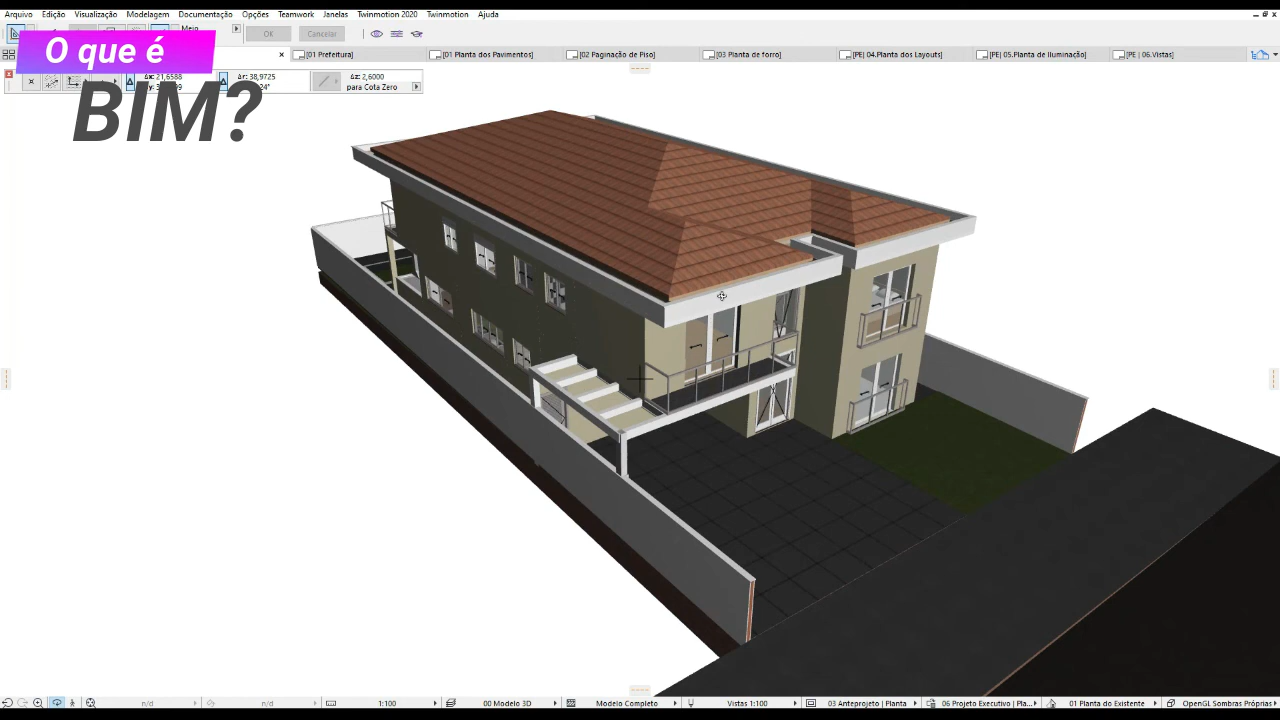 Arquivo Edição Visualização Modelagem Documentação Opções Teamwork Janelas Twinmotion 2020 Twinmotion Ajuda
Meio
OK Cancelar
O que é
BIM?
[01 Prefeitura] [01 Planta dos Pavimentos] [02 Paginação de Piso] [03 Planta de forro] [PE| 04.Planta dos Layouts] [PE| 05.Planta de Iluminação] [PE | 06.Vistas]
Δx: 21,6588 Δr: 38,9725 Δz: 2,6000
para Cota Zero
n/d n/d 1:100 00 Modelo 3D Modelo Completo Vistas 1:100 03 Anteprojeto | Planta 06 Projeto Executivo | Pla... 01 Planta do Existente OpenGL Sombras Próprias